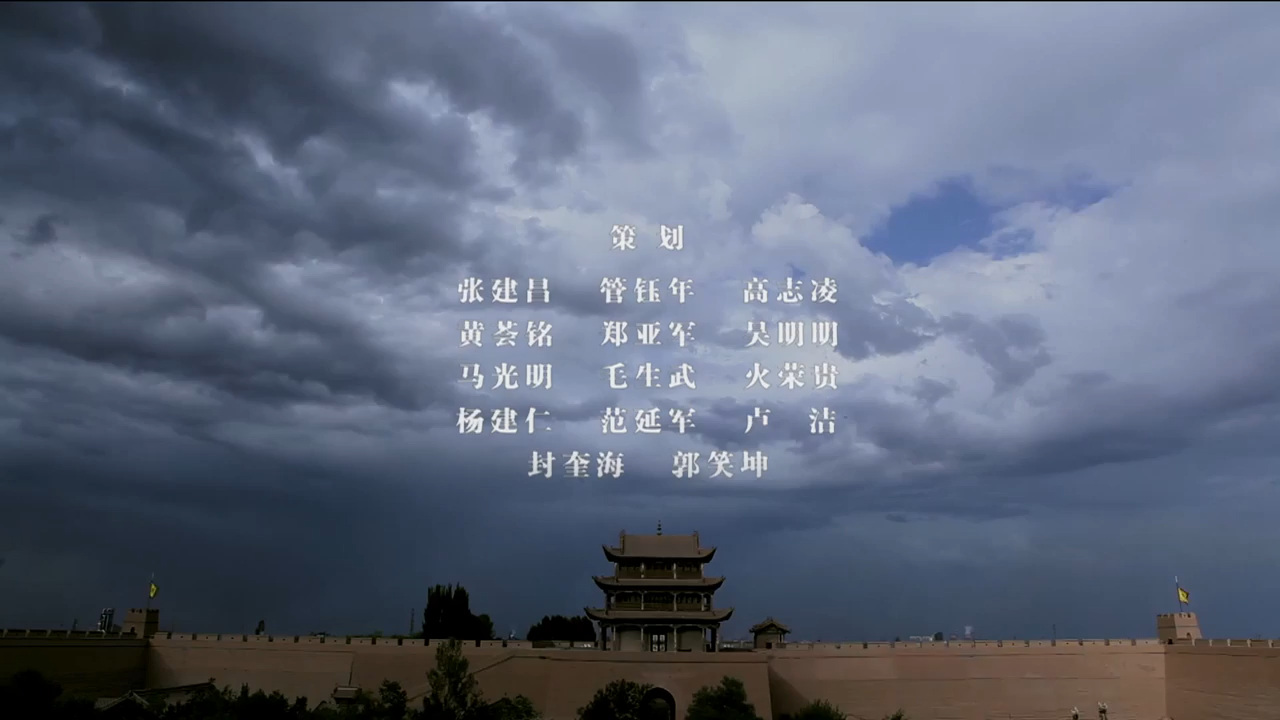 策 划
张建昌 管钰年 高志凌
黄荟铭 郑亚军 吴明明
马光明 毛生武 火荣贵
杨建仁 范延军 卢 洁
封奎海 郭笑坤